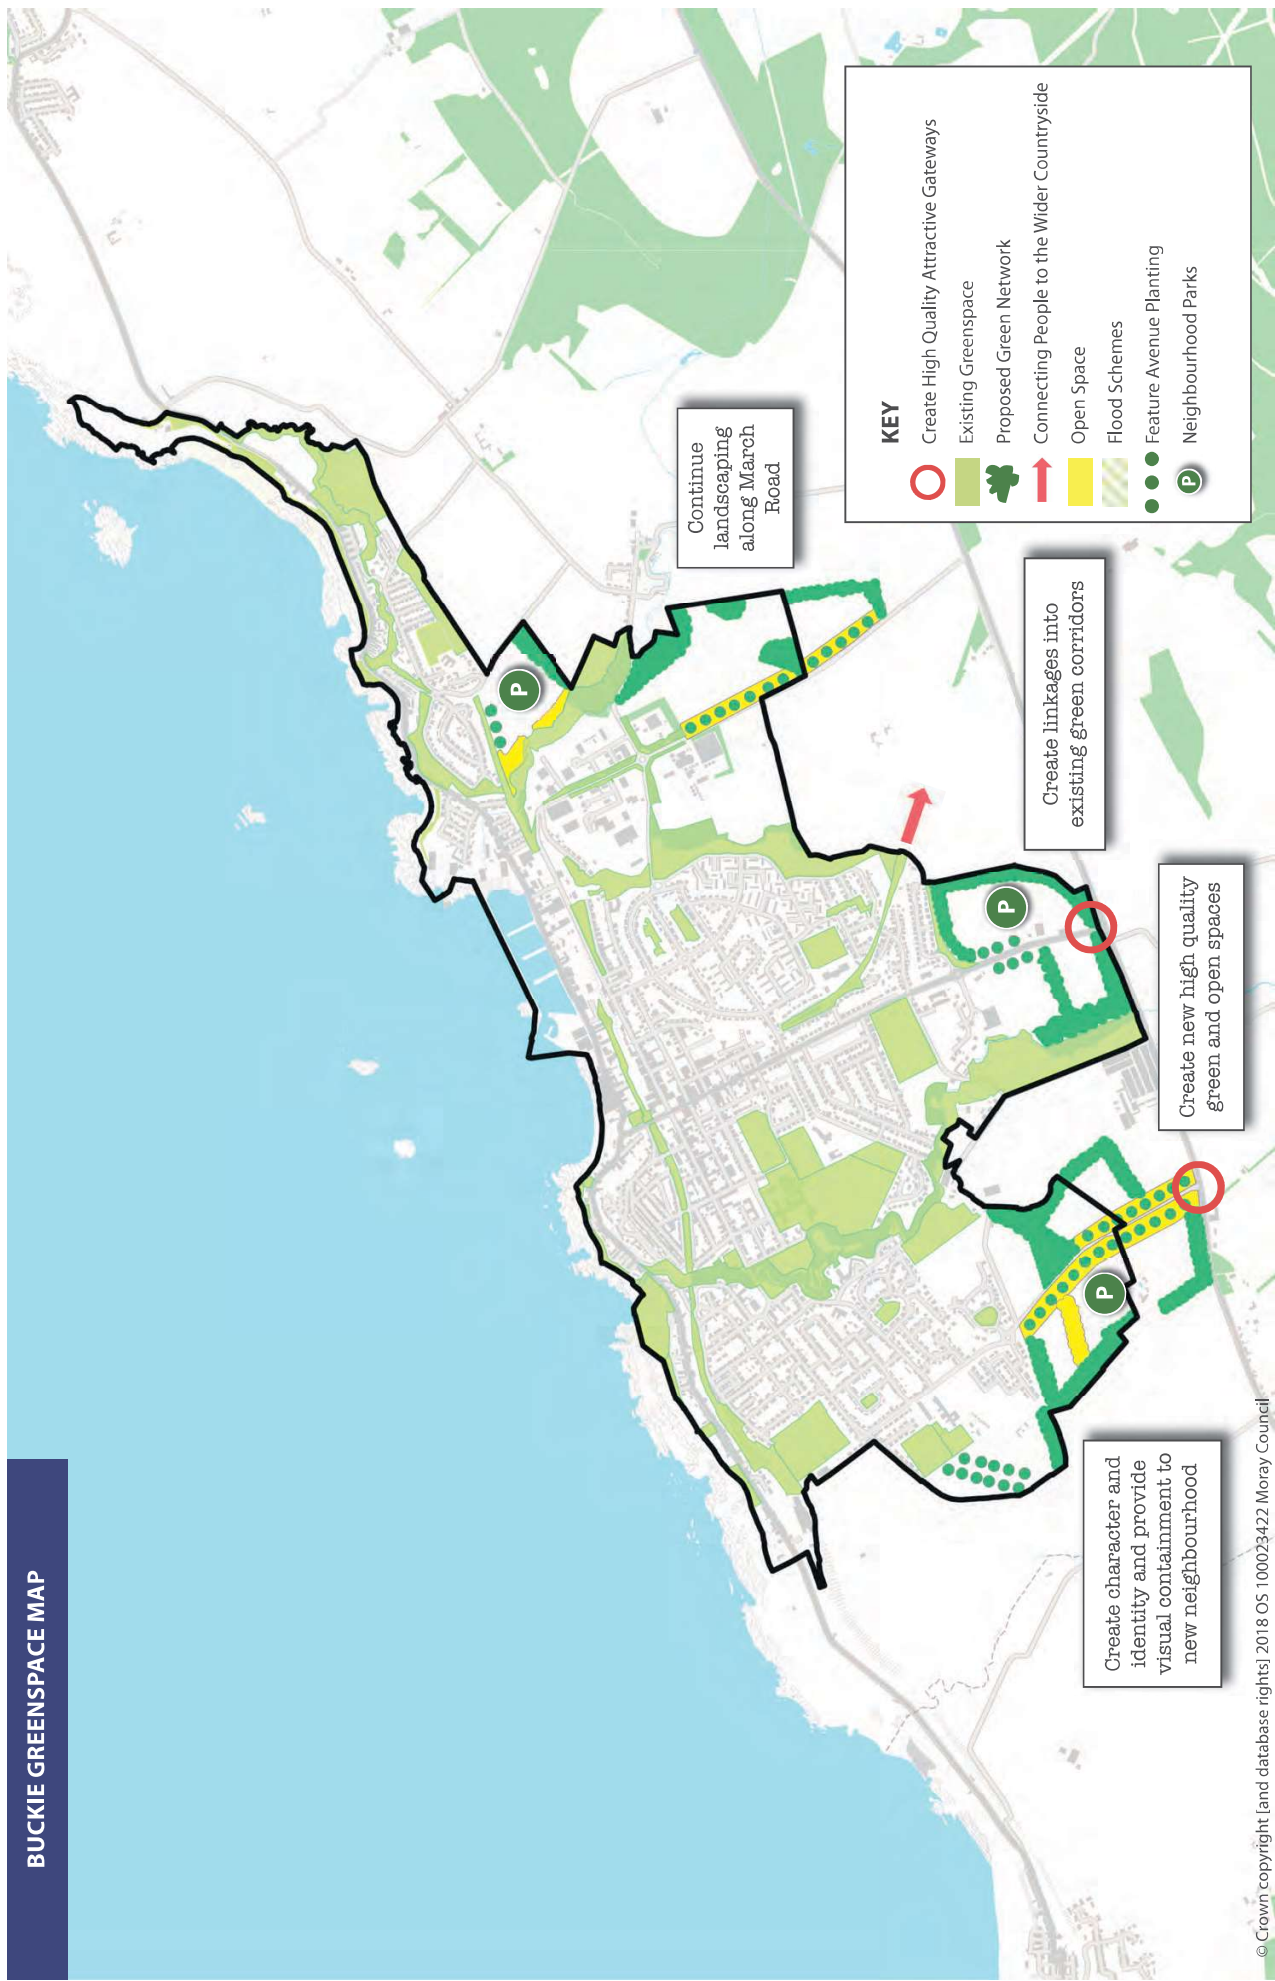 BUCKIE GREENSPACE MAP
Continue
landscaping
along March
Road
Create linkages into
existing green corridors
Create new high quality
green and open spaces
Create character and
identity and provide
visual containment to
new neighbourhood
KEY
Create High Quality Attractive Gateways
Existing Greenspace
Proposed Green Network
Connecting People to the Wider Countryside
Open Space
Flood Schemes
Feature Avenue Planting
P Neighbourhood Parks
P
P
P
© Crown copyright [and database rights] 2018 OS 100023422 Moray Council